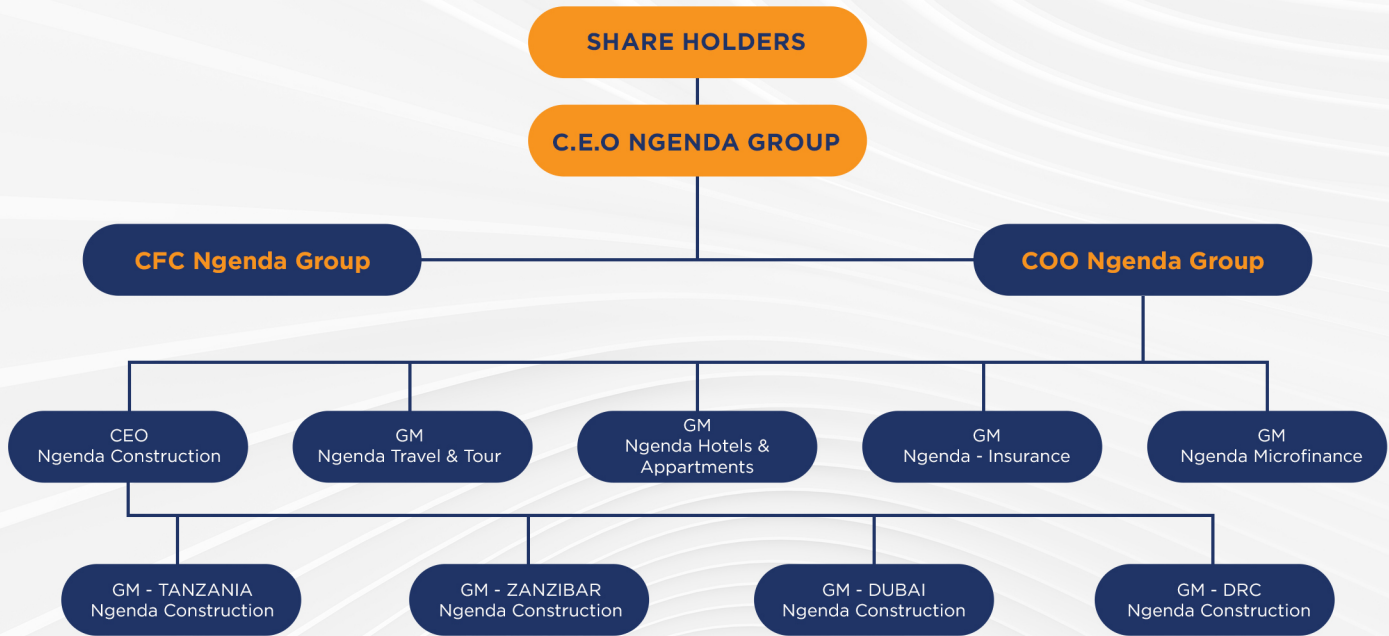 SHARE HOLDERS
C.E.O NGENDA GROUP
CFC Ngenda Group
COO Ngenda Group
CEO
Ngenda Construction
GM
Ngenda Travel & Tour
GM
Ngenda Hotels &
Appartments
GM
Ngenda - Insurance
GM
Ngenda Microfinance
GM - TANZANIA
Ngenda Construction
GM - ZANZIBAR
Ngenda Construction
GM - DUBAI
Ngenda Construction
GM - DRC
Ngenda Construction